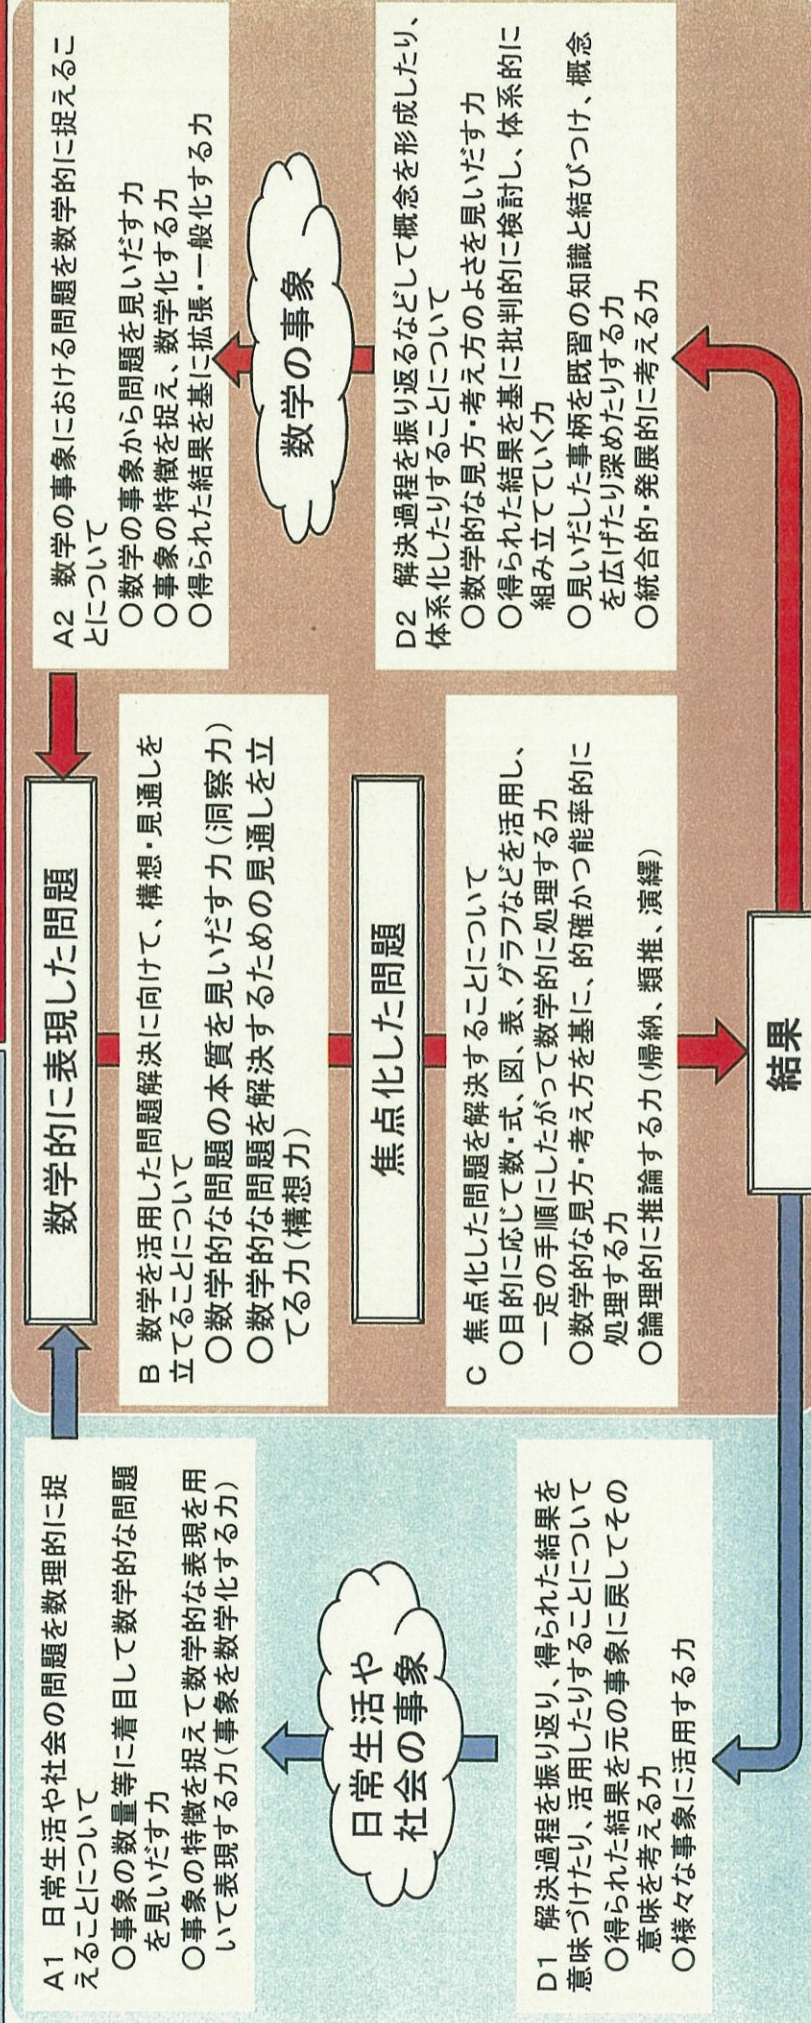 A1 日常生活や社会の問題を数理的に捉
えることについて
〇事象の数量等に着目して数学的な問題
を見いだす力
〇事象の特徴を捉えて数学的な表現を用
いて表現する力(事象を数学化する力)
日常生活や
社会の事象
D1 解決過程を振り返り、得られた結果を
意味づけたり、活用したりすることについて
〇得られた結果を元の事象に戻してその
意味を考える力
〇様々な事象に活用する力
数学的に表現した問題
B 数学を活用した問題解決に向けて、構想・見通しを
立てることについて
〇数学的な問題の本質を見いだす力(洞察力)
〇数学的な問題を解決するための見通しを立
てる力(構想力)
焦点化した問題
C 焦点化した問題を解決することについて
〇目的に応じて数・式、図、表、グラフなどを活用し、
一定の手順にしたがって数学的に処理する力
〇数学的な見方・考え方を基に、的確かつ能率的に
処理する力
〇論理的に推論する力(帰納、類推、演繹)
結果
A2 数学の事象における問題を数学的に捉えるこ
とについて
〇数学の事象から問題を見いだす力
〇事象の特徴を捉え、数学化する力
〇得られた結果を基に拡張・一般化する力
数学の事象
D2 解決過程を振り返るなどして概念を形成したり、
体系化したりすることについて
〇数学的な見方・考え方のよさを見いだす力
〇得られた結果を基に批判的に検討し、体系的に
組み立てていく力
〇見いだした事柄を既習の知識と結びつけ、概念
を広げたり深めたりする力
〇統合的・発展的に考える力